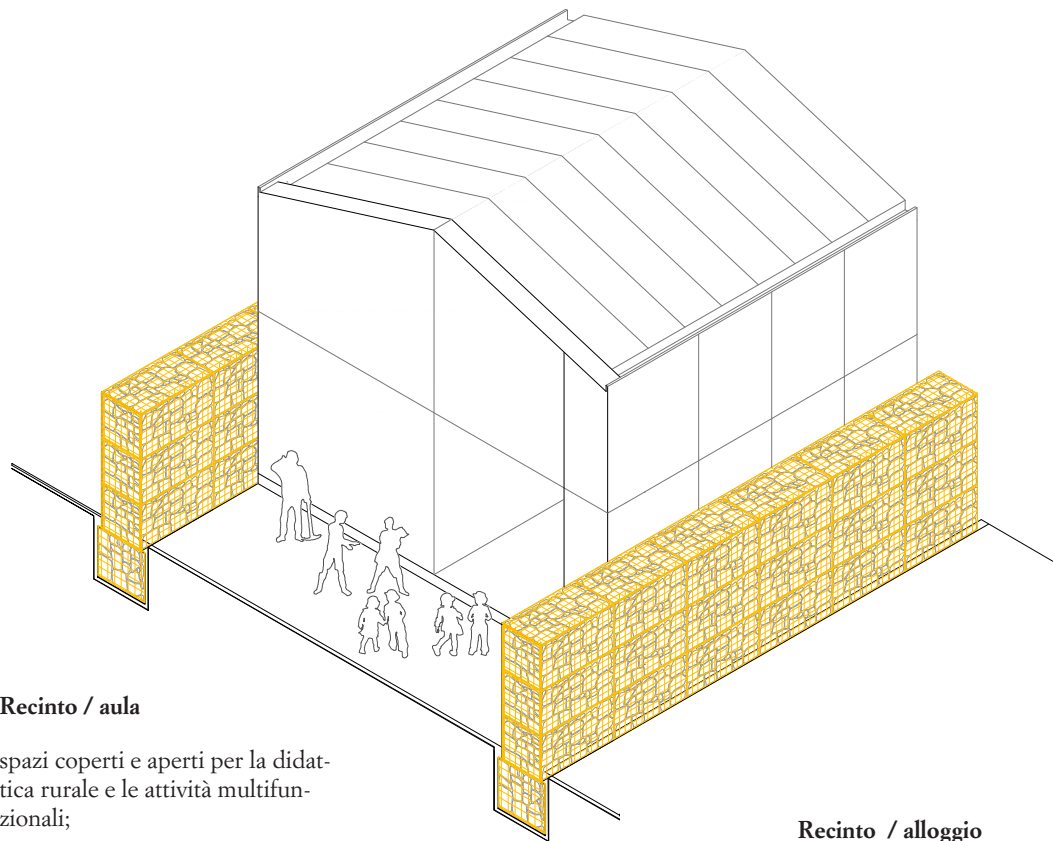 Recinto / aula
spazi coperti e aperti per la didat-
tica rurale e le attività multifun-
zionali;
Recinto / alloggio